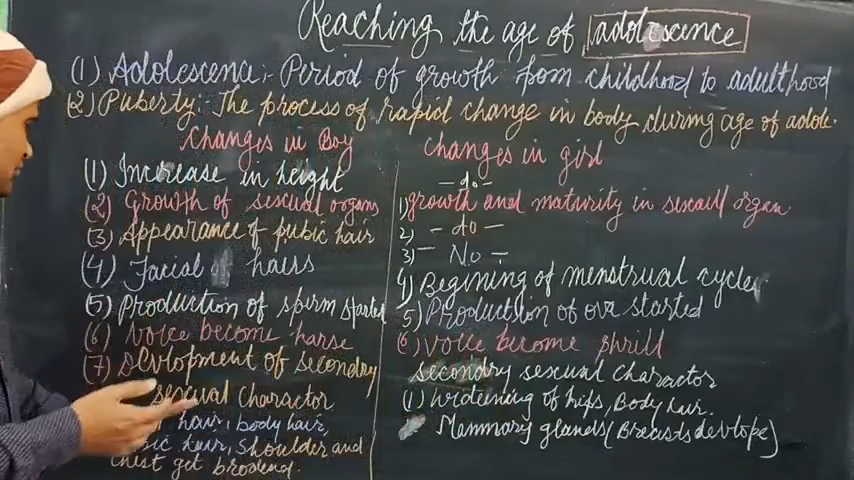 Reaching the age of adolescence
(1) Adolescence:- Period of growth from childhood to adulthood
(2) Puberty:- The process of rapid change in body during age of adole.
Changes in Boy
(1) Increase in height
(2) Growth of sexual organs
(3) Appearance of pubic hair
(4) Facial hairs
(5) Production of sperm started
(6) Voice become harse
(7) Devlopment of secondry
sexual charactor
hair, body hair,
hair, shoulder and
chest get brodend.
changes in girl
- do -
1) growth and maturity in sexual organ.
2) - do -
3) - No -
4) Begining of menstrual cycle.
5) Production of ova started
(6) Voice become shrill
secondry sexual charactor
(1) widening of hips, Body hair.
Mammary glands (Breasts devlope)